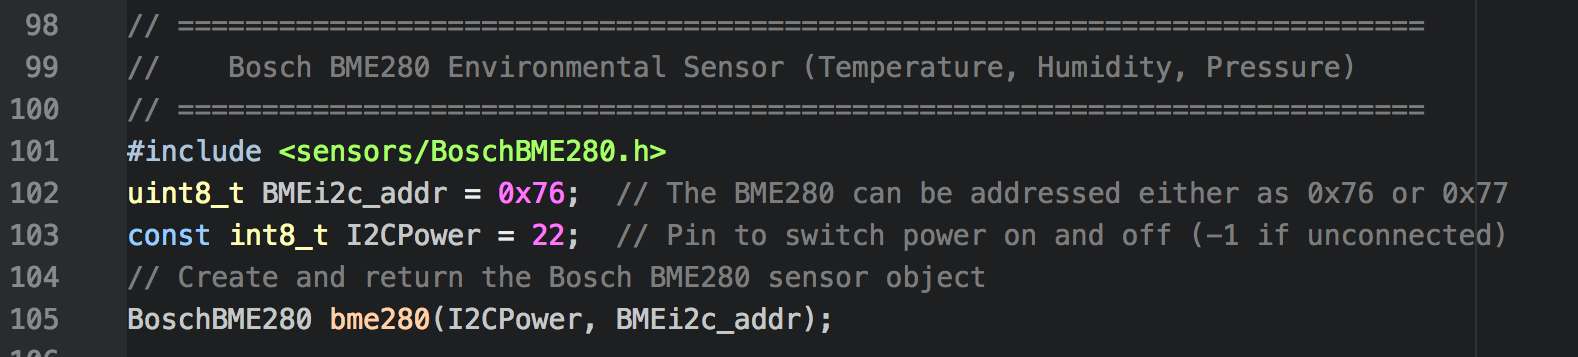 98 // ==========================================================================
99 //    Bosch BME280 Environmental Sensor (Temperature, Humidity, Pressure)
100 // ==========================================================================
101 #include <sensors/BoschBME280.h>
102 uint8_t BMEi2c_addr = 0x76;  // The BME280 can be addressed either as 0x76 or 0x77
103 const int8_t I2CPower = 22;  // Pin to switch power on and off (-1 if unconnected)
104 // Create and return the Bosch BME280 sensor object
105 BoschBME280 bme280(I2CPower, BMEi2c_addr);
106